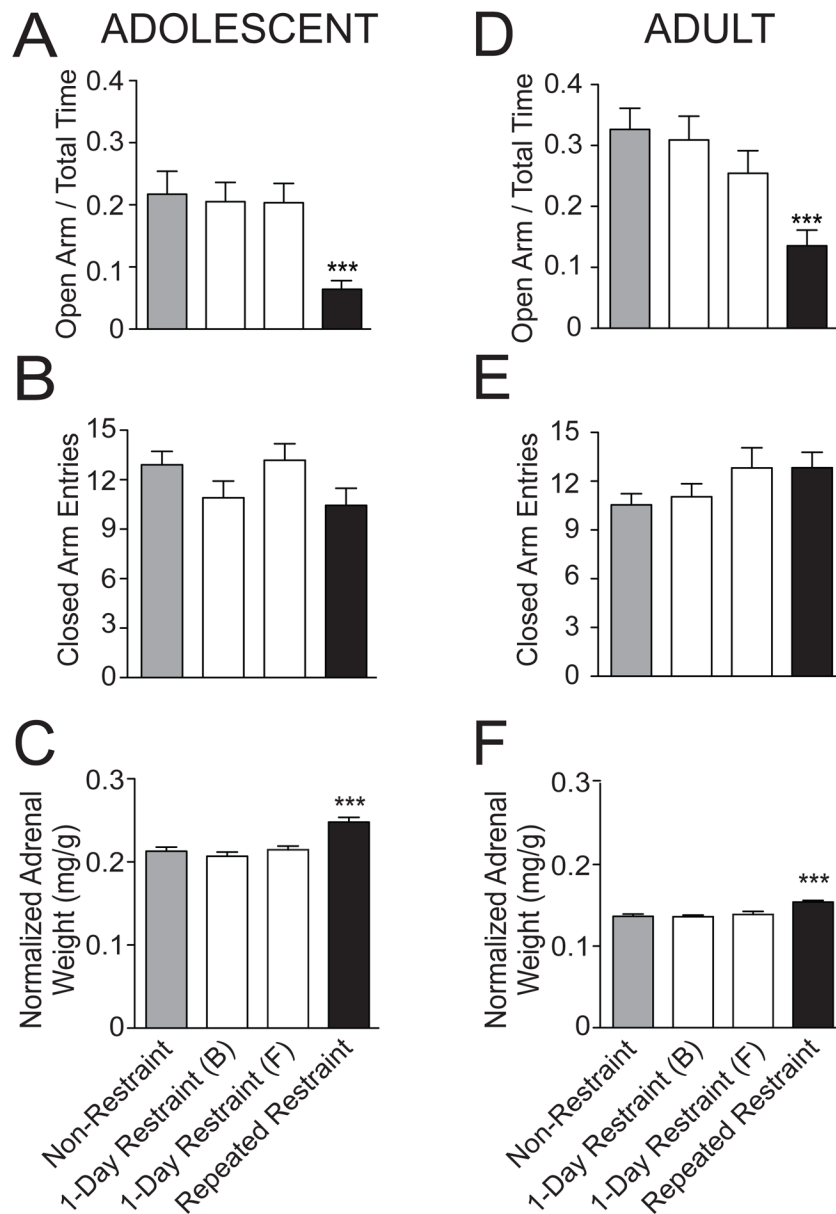 A ADOLESCENT
Open Arm / Total Time
0.4
0.3
0.2
0.1
0
***
B
Closed Arm Entries
15
12
9
6
3
0
C
Normalized Adrenal
Weight (mg/g)
0.3
0.2
0.1
0
***
Non-Restraint
1-Day Restraint (B)
1-Day Restraint (F)
Repeated Restraint
D ADULT
Open Arm / Total Time
0.4
0.3
0.2
0.1
0
***
E
Closed Arm Entries
15
12
9
6
3
0
F
Normalized Adrenal
Weight (mg/g)
0.3
0.2
0.1
0
***
Non-Restraint
1-Day Restraint (B)
1-Day Restraint (F)
Repeated Restraint